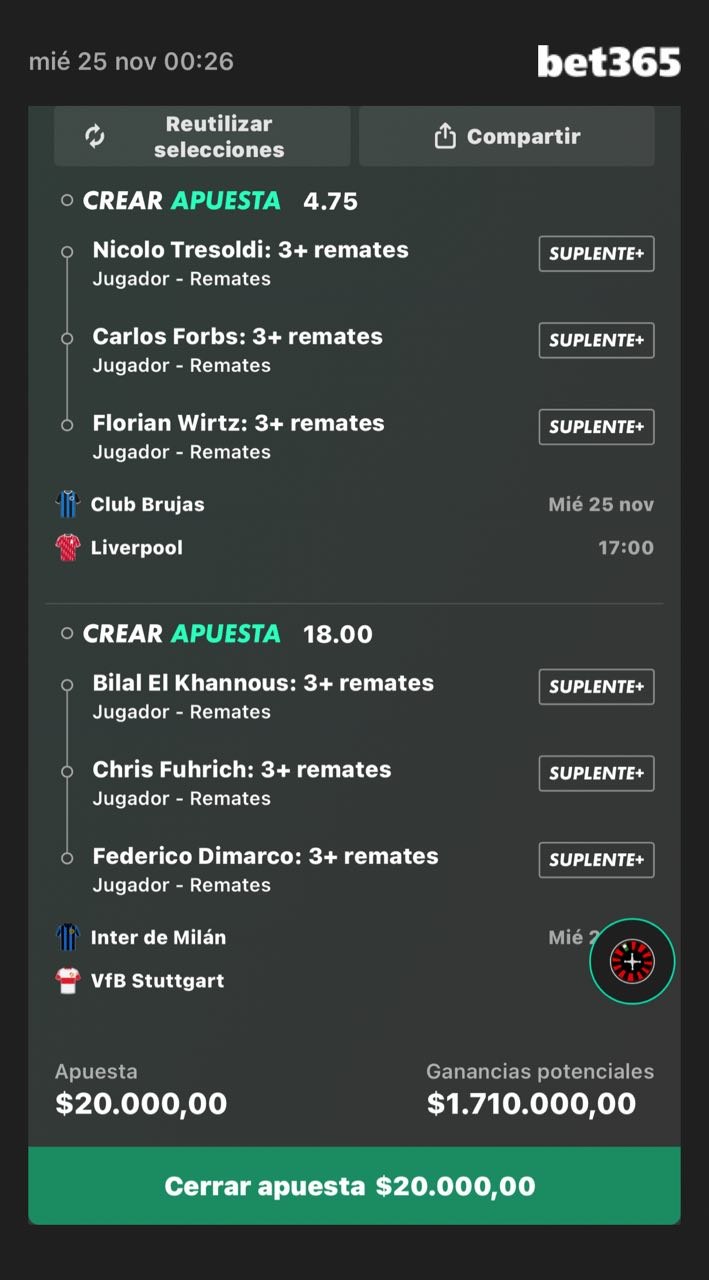 mié 25 nov 00:26
bet365
Reutilizar
selecciones
Compartir
CREAR APUESTA 4.75
Nicolo Tresoldi: 3+ remates
SUPLENTE+
Jugador - Remates
Carlos Forbs: 3+ remates
SUPLENTE+
Jugador - Remates
Florian Wirtz: 3+ remates
SUPLENTE+
Jugador - Remates
Club Brujas
Mié 25 nov
Liverpool
17:00
CREAR APUESTA 18.00
Bilal El Khannous: 3+ remates
SUPLENTE+
Jugador - Remates
Chris Fuhrich: 3+ remates
SUPLENTE+
Jugador - Remates
Federico Dimarco: 3+ remates
SUPLENTE+
Jugador - Remates
Inter de Milán
Mié
VfB Stuttgart
Apuesta
Ganancias potenciales
$20.000,00
$1.710.000,00
Cerrar apuesta $20.000,00